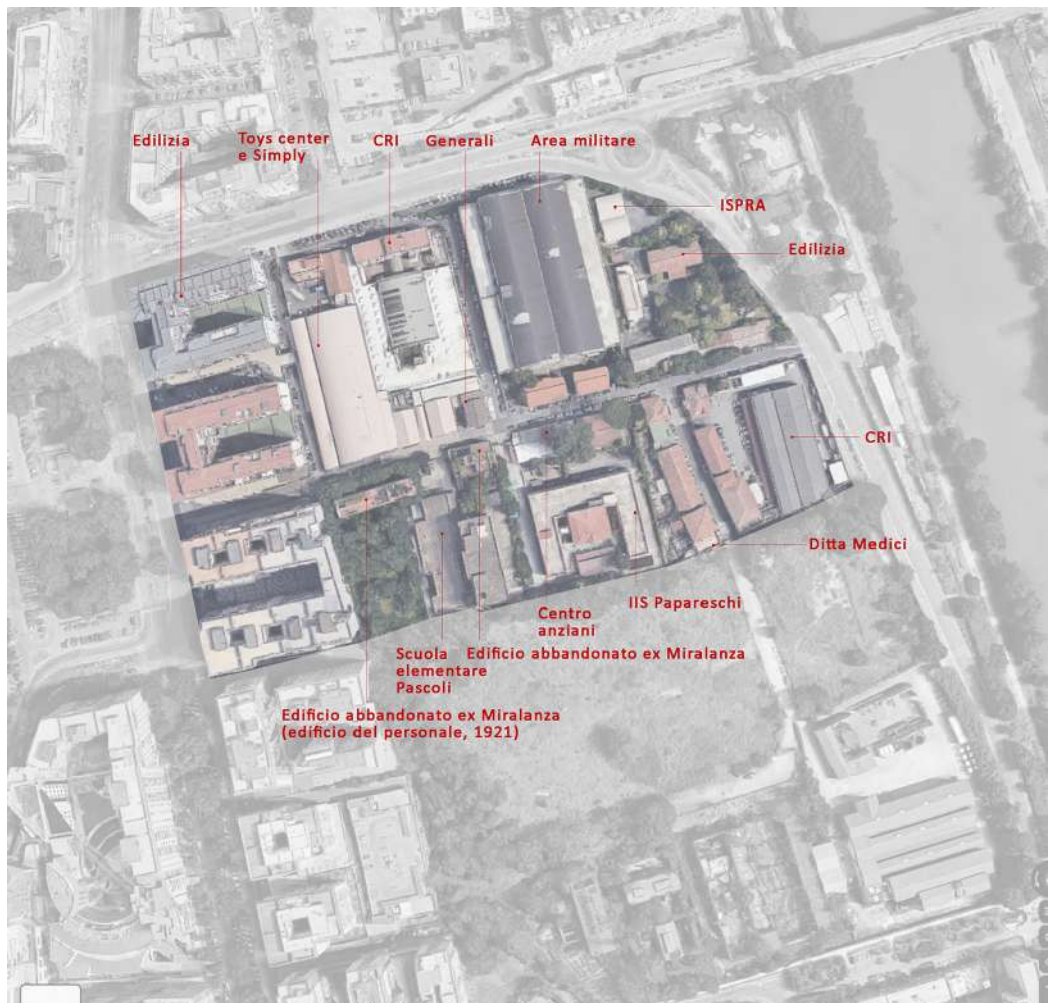 Edilizia
Toys center
e Simply
CRI
Generali
Area militare
ISPRA
Edilizia
CRI
Ditta Medici
IIS Papareschi
Centro
anziani
Scuola
elementare
Pascoli
Edificio abbandonato ex Miralanza
Edificio abbandonato ex Miralanza
(edificio del personale, 1921)